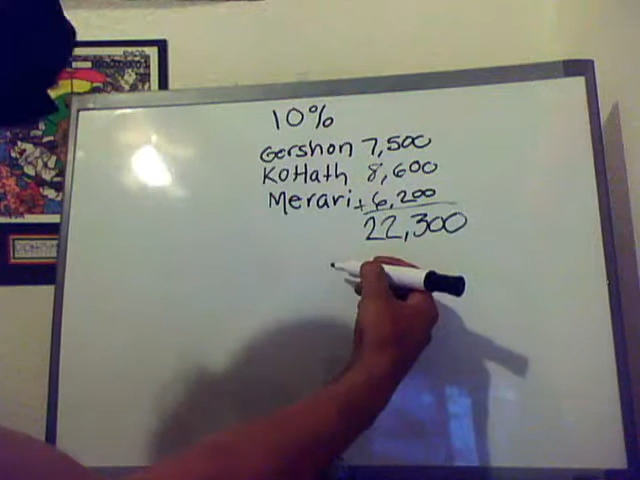 10%
Gershon 7,500
KOHath 8,600
Merari + 6,200
22,300